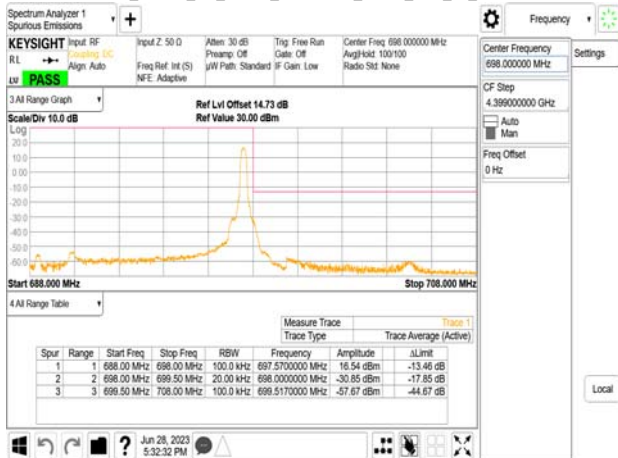 Spectrum Analyzer 1
Spurious Emissions
Frequency
KEYSIGHT Input: RF Input Z: 50 Ω Atten: 30 dB Trig: Free Run Center Freq: 698.000000 MHz
RL Coupling: DC Preamp: Off Gate: Off Avg|Hold: 100/100
Align: Auto Freq Ref: Int (S) µW Path: Standard IF Gain: Low Radio Std: None
LV PASS NFE: Adaptive
3 All Range Graph
Ref Lvl Offset 14.73 dB
Scale/Div 10.0 dB Ref Value 30.00 dBm
Log
20.0
10.0
0.00
-10.0
-20.0
-30.0
-40.0
-50.0
-60.0
Start 688.000 MHz Stop 708.000 MHz
4 All Range Table
Measure Trace Trace 1
Trace Type Trace Average (Active)
Spur Range Start Freq Stop Freq RBW Frequency Amplitude ΔLimit
1 1 688.00 MHz 698.00 MHz 100.0 kHz 697.5700000 MHz 16.54 dBm -13.46 dB
2 2 698.00 MHz 699.50 MHz 20.00 kHz 698.0000000 MHz -30.85 dBm -17.85 dB
3 3 699.50 MHz 708.00 MHz 100.0 kHz 699.5170000 MHz -57.67 dBm -44.67 dB
Jun 28, 2023
5:32:32 PM
Center Frequency
698.000000 MHz
Settings
CF Step
4.399000000 GHz
Auto
Man
Freq Offset
0 Hz
Local